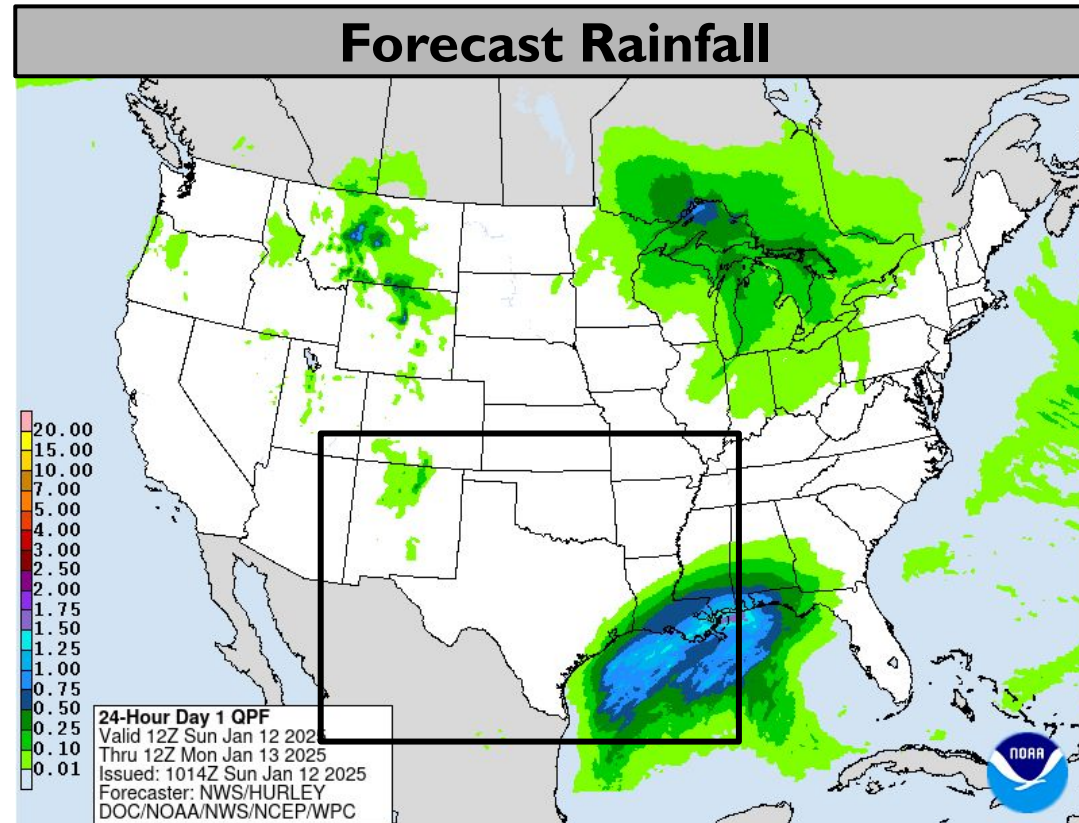 Forecast Rainfall
20.00
15.00
10.00
7.00
5.00
4.00
3.00
2.50
2.00
1.75
1.50
1.25
1.00
0.75
0.50
0.25
0.10
0.01
24-Hour Day 1 QPF
Valid 12Z Sun Jan 12 2025
Thru 12Z Mon Jan 13 2025
Issued: 1014Z Sun Jan 12 2025
Forecaster: NWS/HURLEY
DOC/NOAA/NWS/NCEP/WPC
NOAA